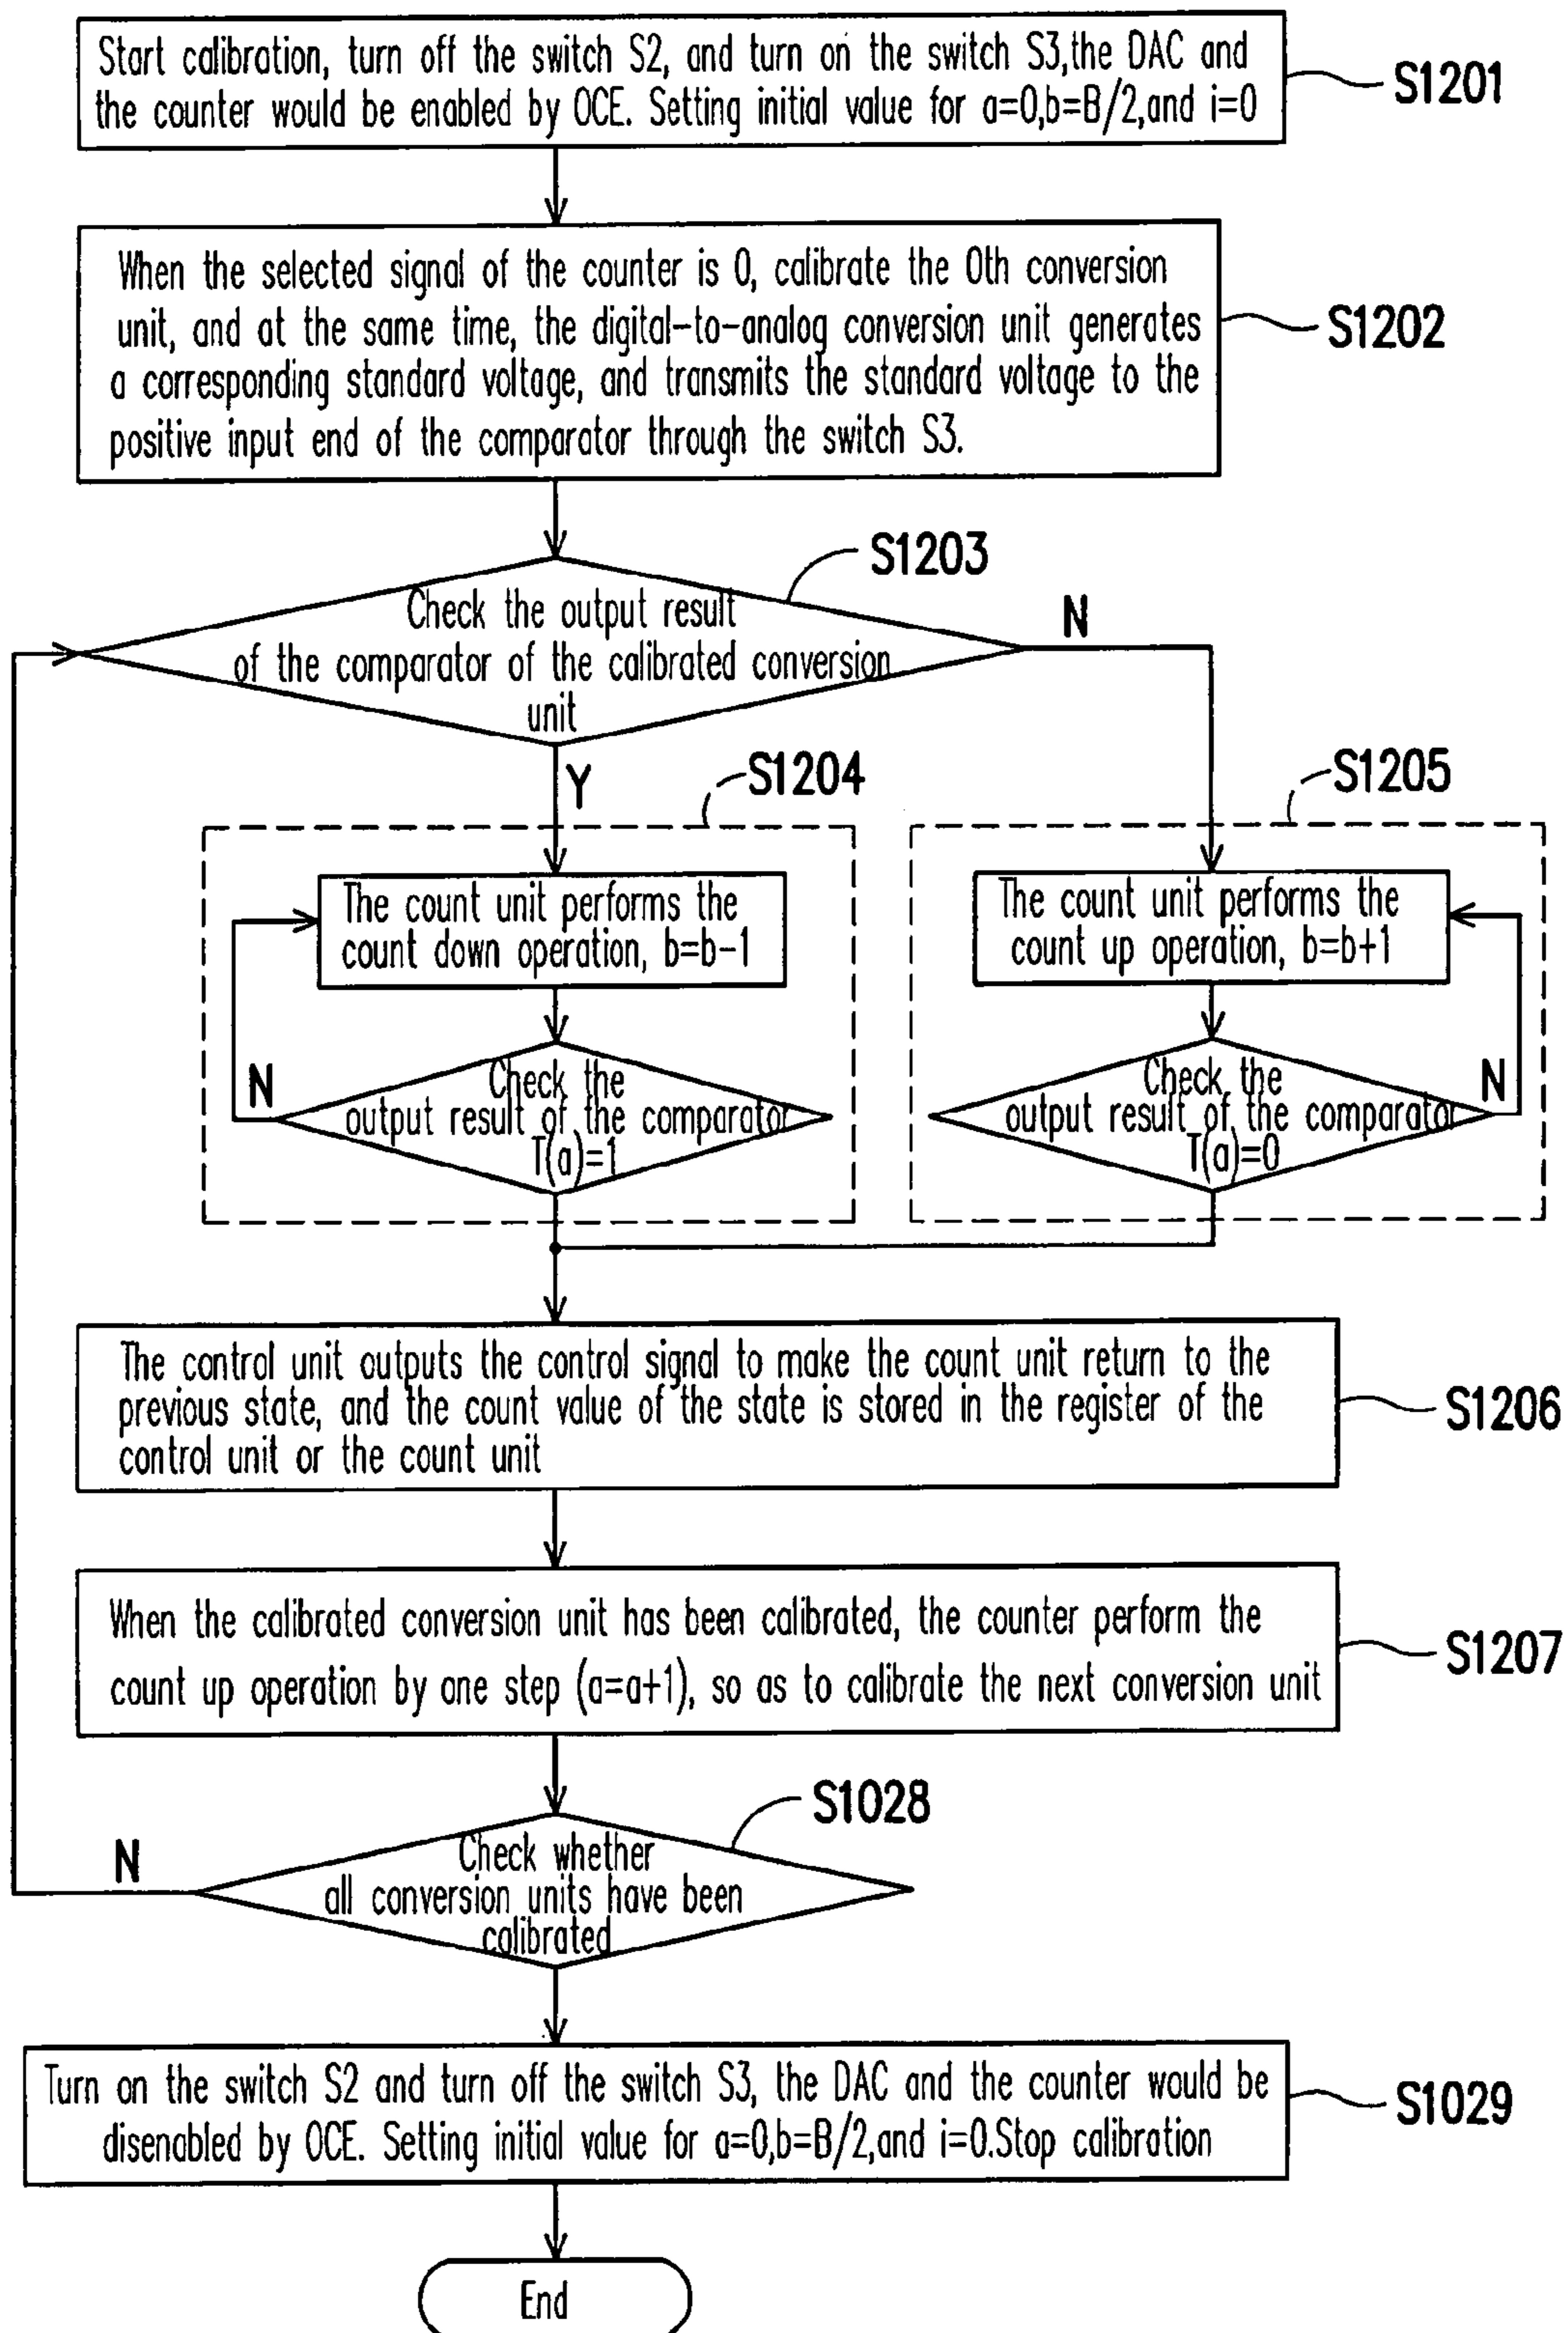 Start calibration, turn off the switch S2, and turn on the switch S3,the DAC and
the counter would be enabled by OCE. Setting initial value for a=0,b=B/2,and i=0
S1201
When the selected signal of the counter is 0, calibrate the 0th conversion
unit, and at the same time, the digital-to-analog conversion unit generates
a corresponding standard voltage, and transmits the standard voltage to the
positive input end of the comparator through the switch S3.
S1202
S1203
Check the output result
of the comparator of the calibrated conversion
unit
N
Y
S1204
S1205
The count unit performs the
count down operation, b=b-1
The count unit performs the
count up operation, b=b+1
N
Check the
output result of the comparator
T(a)=1
Check the
output result of the comparator
T(a)=0
N
The control unit outputs the control signal to make the count unit return to the
previous state, and the count value of the state is stored in the register of the
control unit or the count unit
S1206
When the calibrated conversion unit has been calibrated, the counter perform the
count up operation by one step (a=a+1), so as to calibrate the next conversion unit
S1207
S1028
N
Check whether
all conversion units have been
calibrated
Turn on the switch S2 and turn off the switch S3, the DAC and the counter would be
disenabled by OCE. Setting initial value for a=0,b=B/2,and i=0.Stop calibration
S1029
End